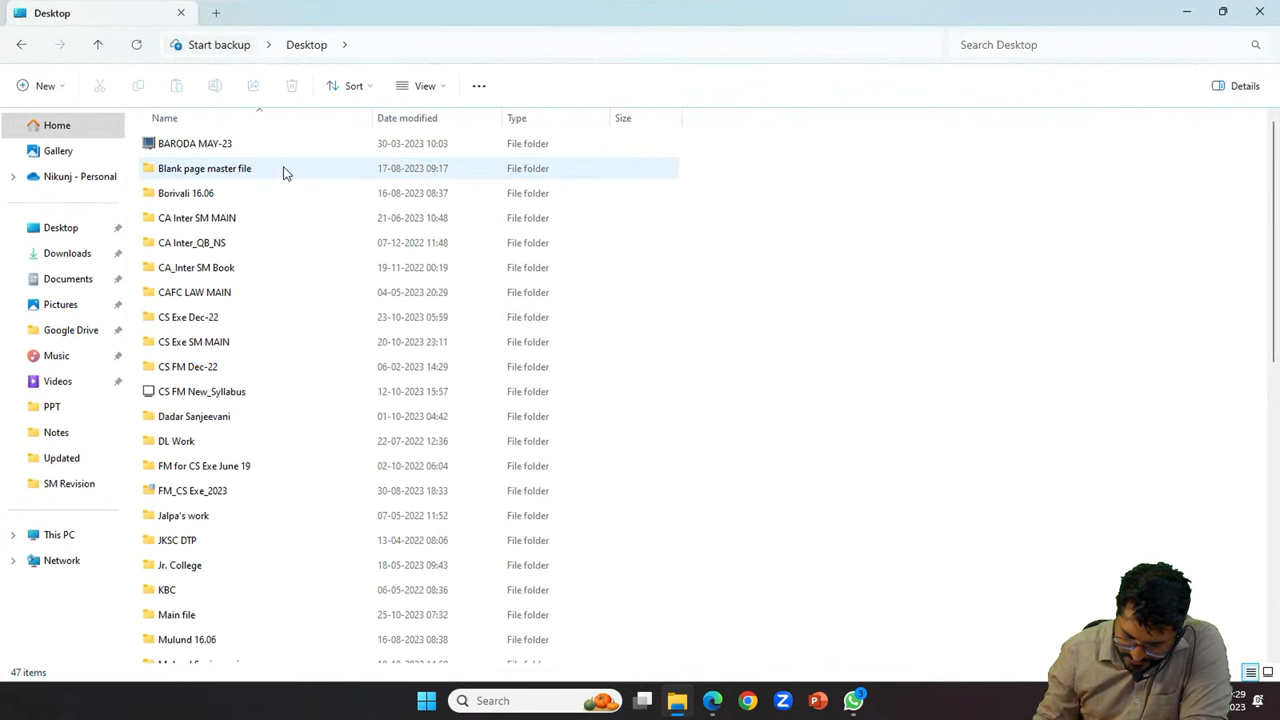 Desktop
Start backup > Desktop >
Search Desktop
New
Sort
View
Details
Name Date modified Type Size
Home
Gallery
Nikunj - Personal
Desktop
Downloads
Documents
Pictures
Google Drive
Music
Videos
PPT
Notes
Updated
SM Revision
This PC
Network
BARODA MAY-23 30-03-2023 10:03 File folder
Blank page master file 17-08-2023 09:17 File folder
Borivali 16.06 16-08-2023 08:37 File folder
CA Inter SM MAIN 21-06-2023 10:48 File folder
CA Inter_QB_NS 07-12-2022 11:48 File folder
CA_Inter SM Book 19-11-2022 00:19 File folder
CAFC LAW MAIN 04-05-2023 20:29 File folder
CS Exe Dec-22 23-10-2023 05:59 File folder
CS Exe SM MAIN 20-10-2023 23:11 File folder
CS FM Dec-22 06-02-2023 14:29 File folder
CS FM New_Syllabus 12-10-2023 15:57 File folder
Dadar Sanjeevani 01-10-2023 04:42 File folder
DL Work 22-07-2022 12:36 File folder
FM for CS Exe June 19 02-10-2022 06:04 File folder
FM_CS Exe_2023 30-08-2023 18:33 File folder
Jalpa's work 07-05-2022 11:52 File folder
JKSC DTP 13-04-2022 08:06 File folder
Jr. College 18-05-2023 09:43 File folder
KBC 06-05-2022 08:36 File folder
Main file 25-10-2023 07:32 File folder
Mulund 16.06 16-08-2023 08:38 File folder
47 items
Search
3
:29
023